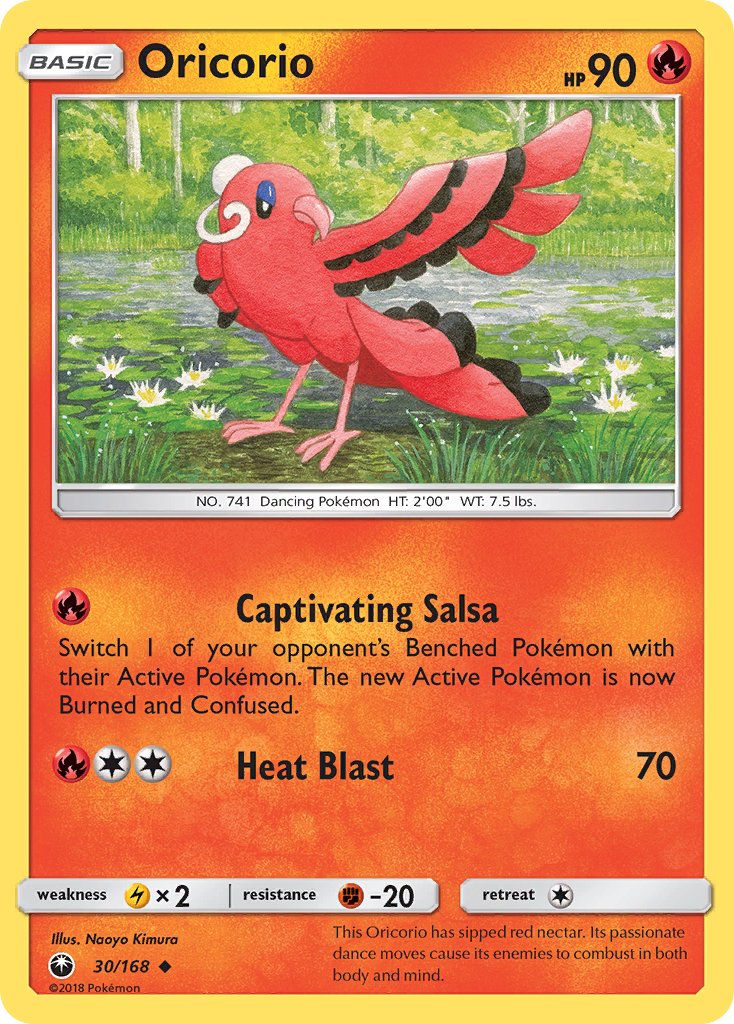 BASIC Oricorio HP 90
NO. 741 Dancing Pokémon HT: 2'00" WT: 7.5 lbs.
Captivating Salsa
Switch 1 of your opponent's Benched Pokémon with
their Active Pokémon. The new Active Pokémon is now
Burned and Confused.
Heat Blast 70
weakness ×2 resistance -20 retreat
Illus. Naoyo Kimura
30/168
©2018 Pokémon
This Oricorio has sipped red nectar. Its passionate
dance moves cause its enemies to combust in both
body and mind.